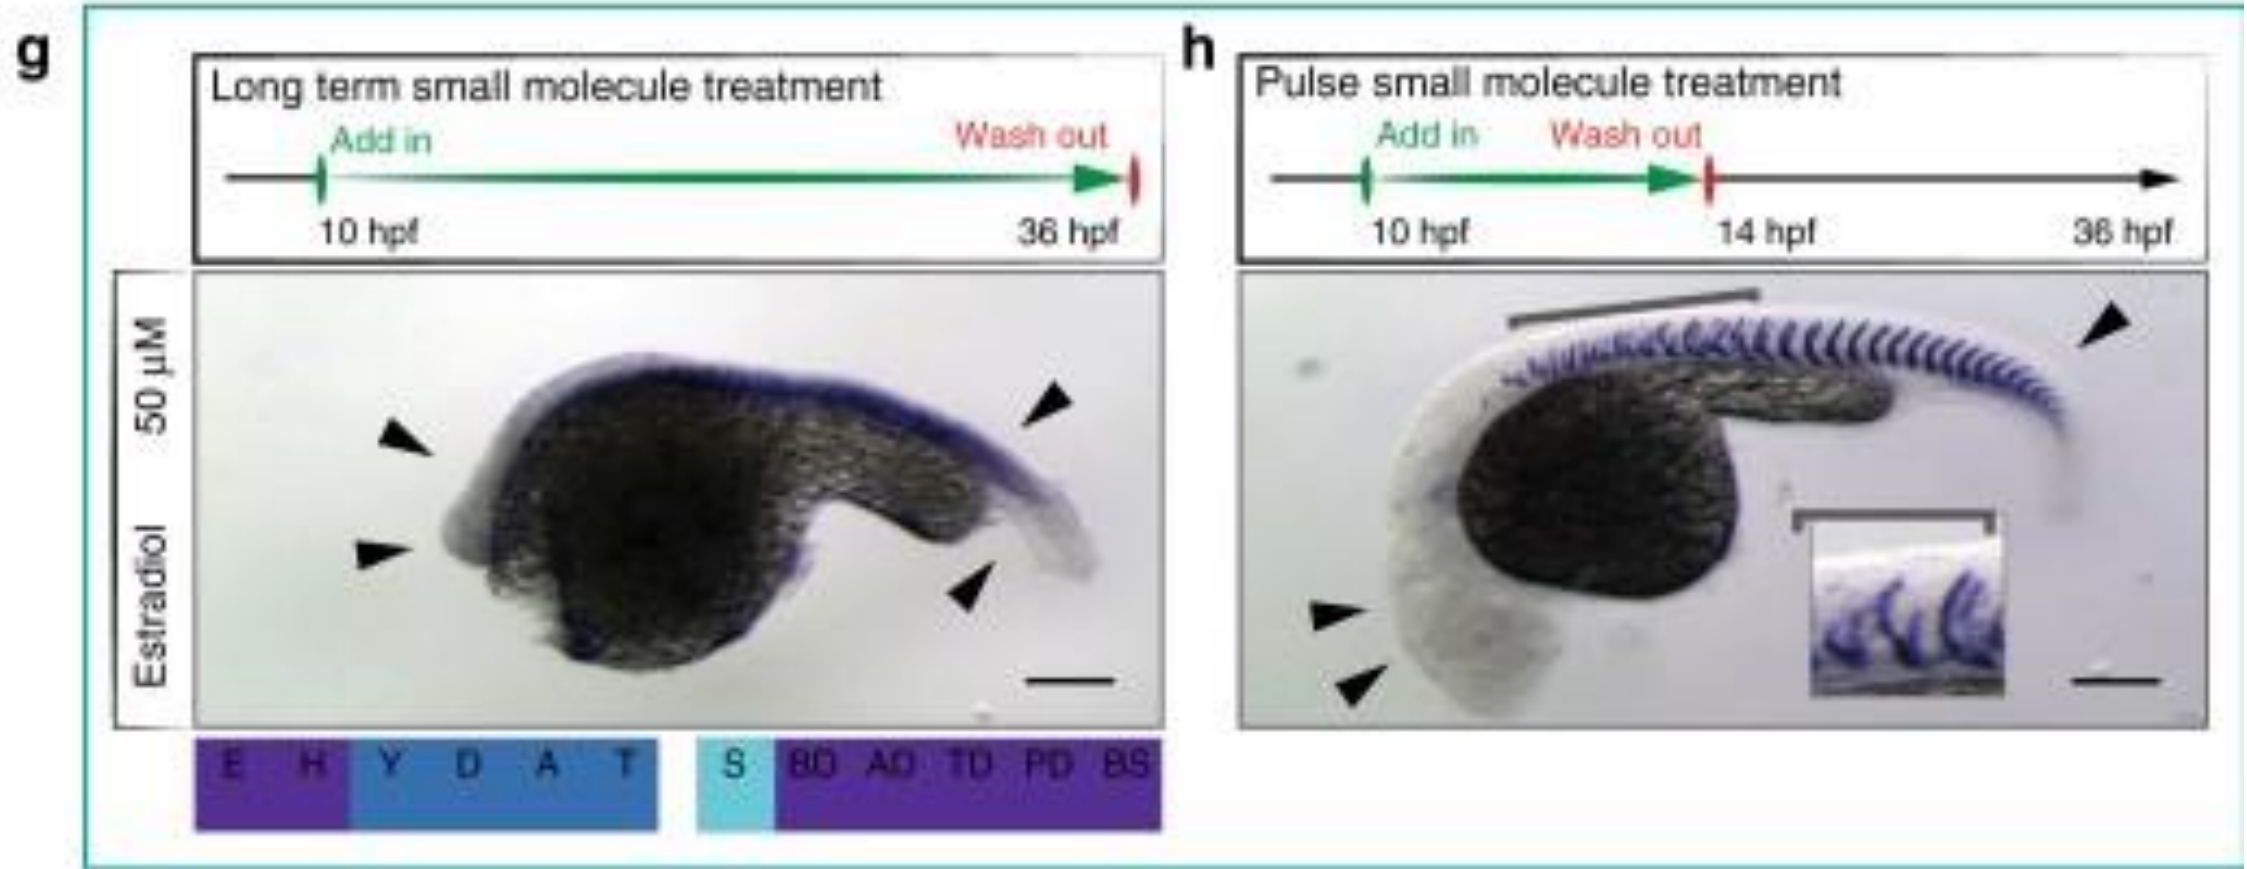 g
Long term small molecule treatment
Add in
Wash out
10 hpf
36 hpf
h
Pulse small molecule treatment
Add in
Wash out
10 hpf
14 hpf
36 hpf
Estradiol 50 µM
E H Y D A T S BD AD TD PD BS